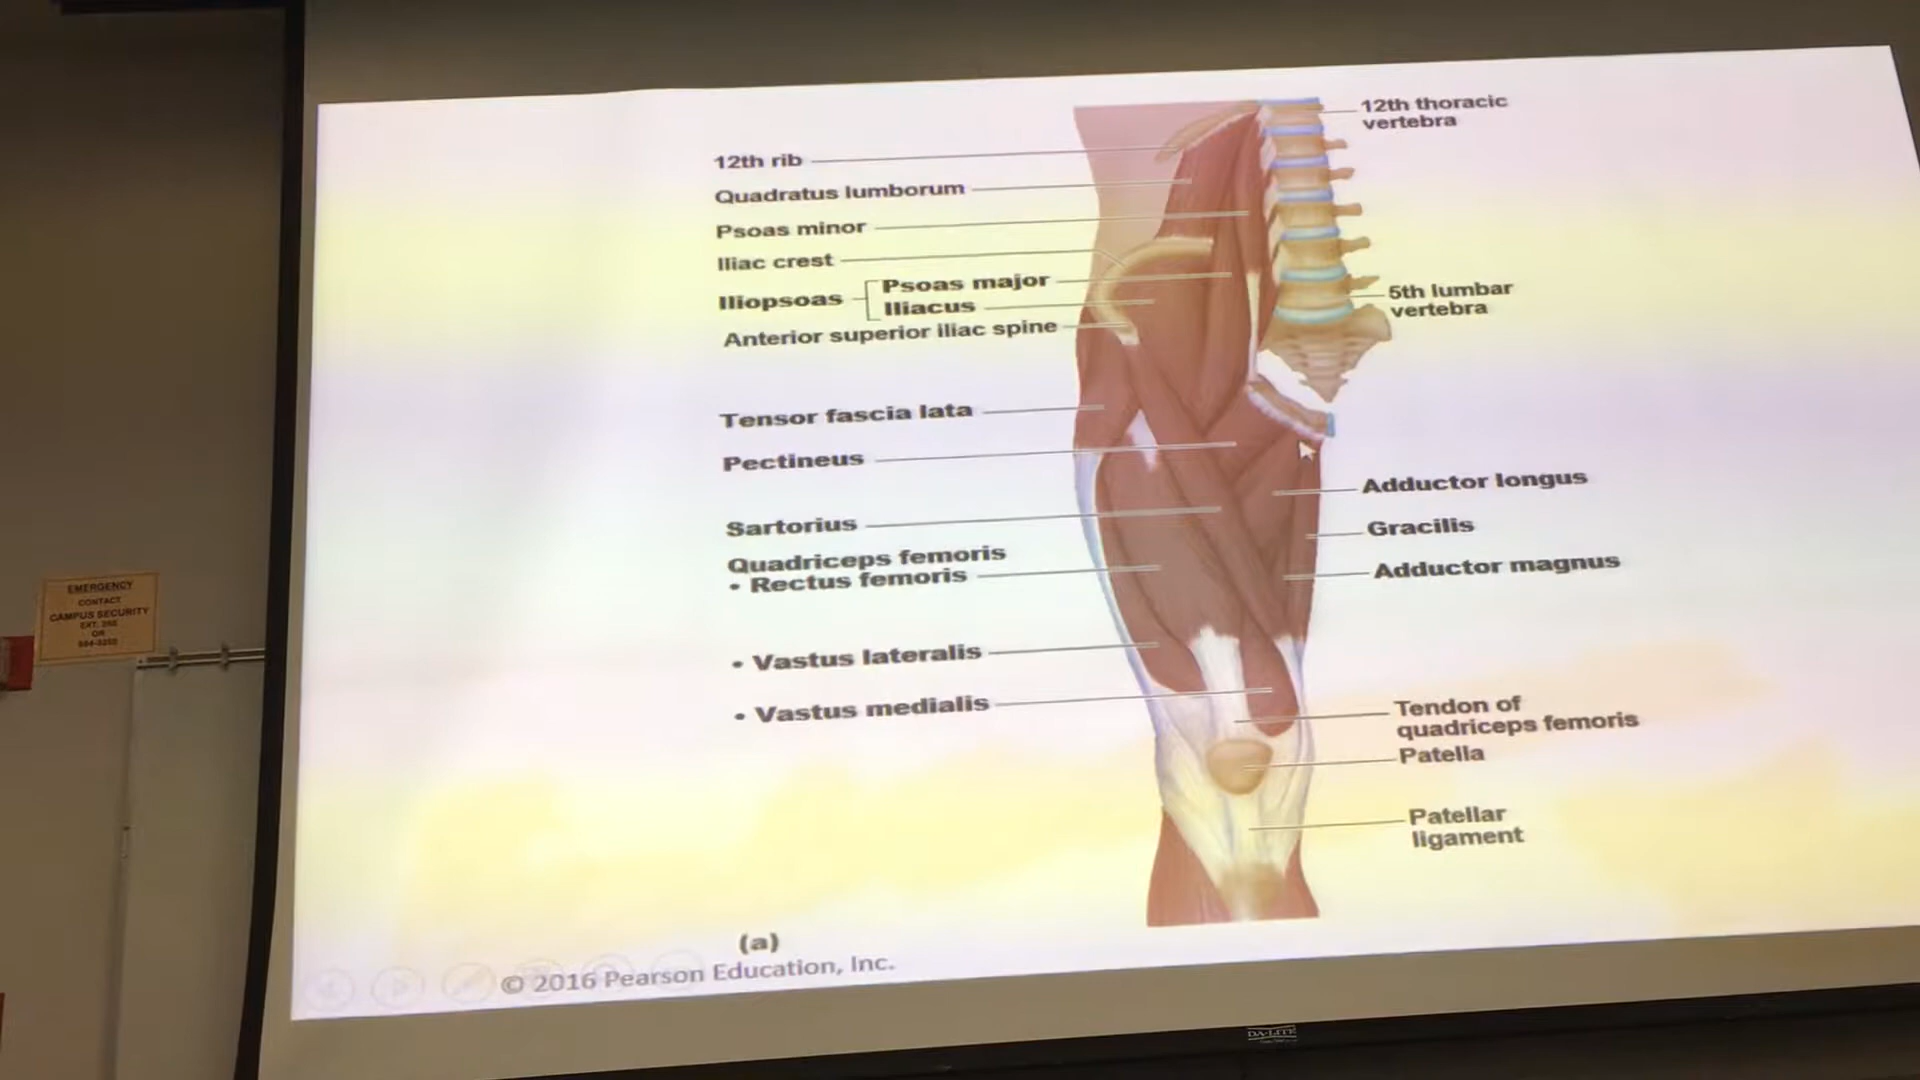 12th thoracic
vertebra
12th rib
Quadratus lumborum
Psoas minor
Iliac crest
Psoas major
Iliopsoas
Iliacus
Anterior superior iliac spine
5th lumbar
vertebra
Tensor fascia lata
Pectineus
Adductor longus
Sartorius
Gracilis
Quadriceps femoris
• Rectus femoris
Adductor magnus
• Vastus lateralis
• Vastus medialis
Tendon of
quadriceps femoris
Patella
Patellar
ligament
(a)
© 2016 Pearson Education, Inc.
EMERGENCY
CONTACT
CAMPUS SECURITY
OR
DA-LITE